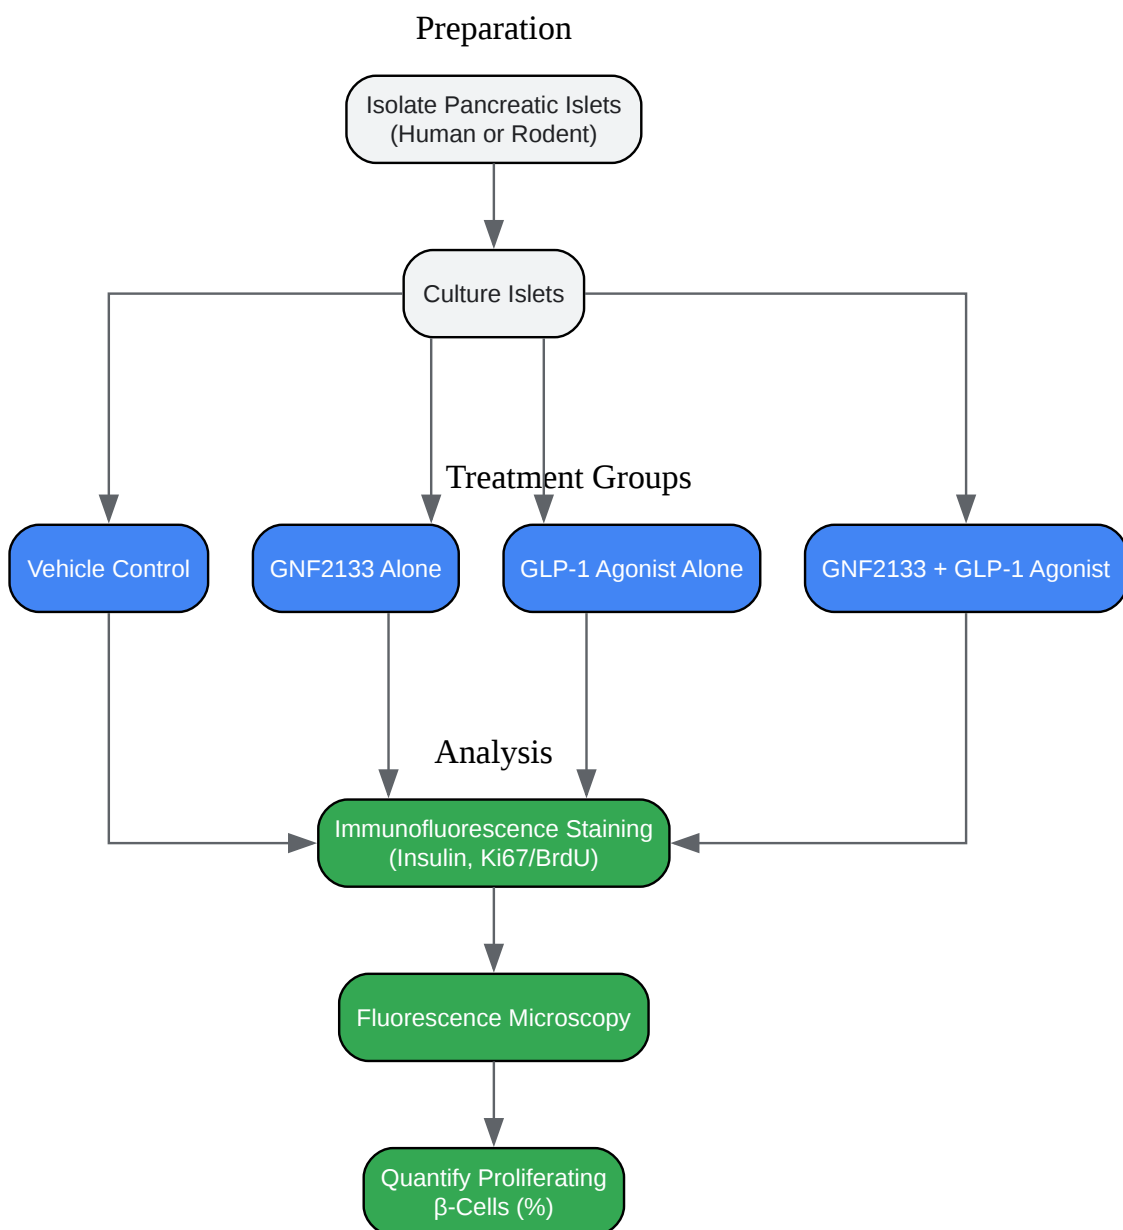 Preparation
Isolate Pancreatic Islets
(Human or Rodent)
Culture Islets
Treatment Groups
Vehicle Control
GNF2133 Alone
GLP-1 Agonist Alone
GNF2133 + GLP-1 Agonist
Analysis
Immunofluorescence Staining
(Insulin, Ki67/BrdU)
Fluorescence Microscopy
Quantify Proliferating
β-Cells (%)